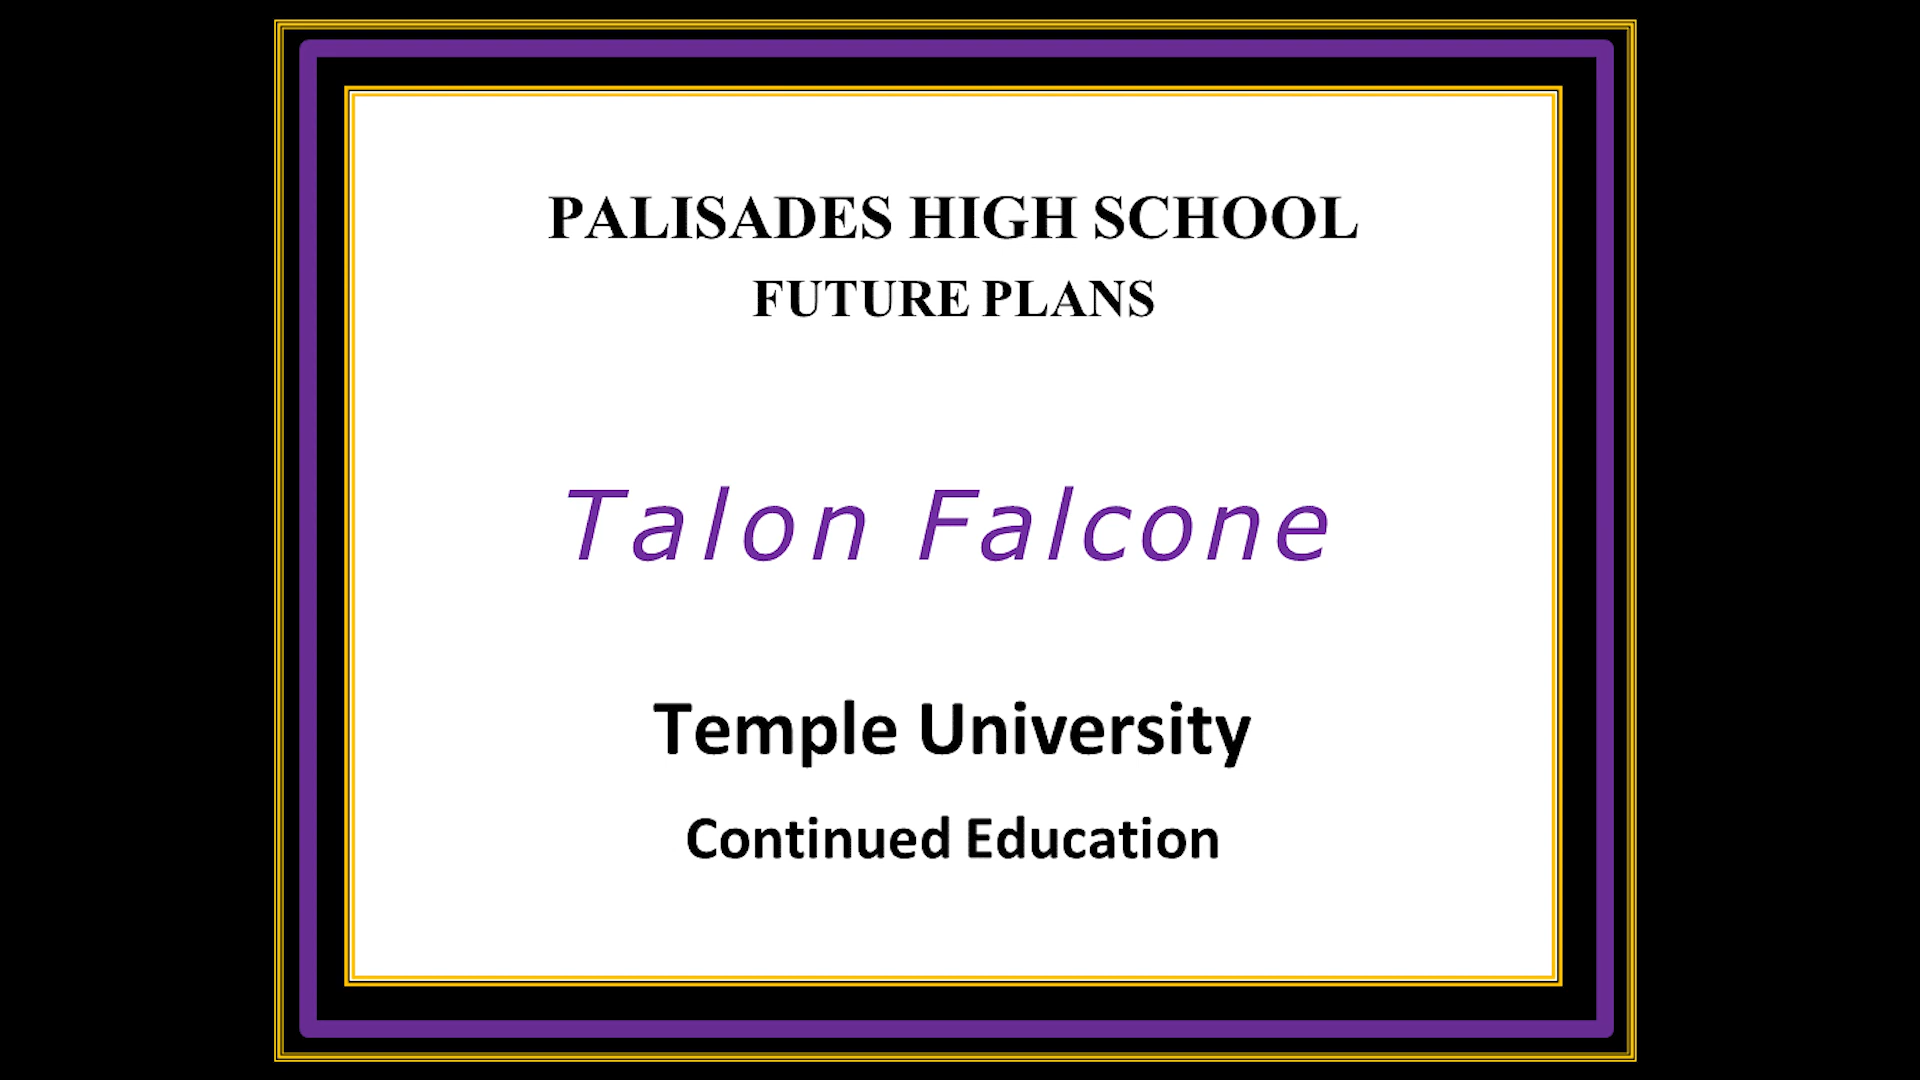 PALISADES HIGH SCHOOL
FUTURE PLANS
Talon Falcone
Temple University
Continued Education